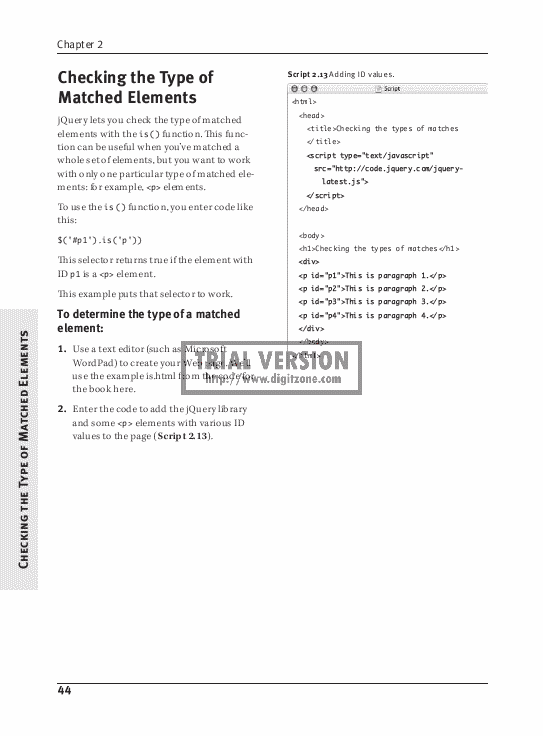 Chapter 2
Checking the Type of
Matched Elements
jQuery lets you check the type of matched
elements with the is() function. This func-
tion can be useful when you've matched a
whole set of elements, but you want to work
with only one particular type of matched ele-
ments: for example, <p> elements.
To use the is () function, you enter code like
this:
$('#p1').is('p'))
This selector returns true if the element with
ID p1 is a <p> element.
This example puts that selector to work.
To determine the type of a matched
element:
1. Use a text editor (such as Microsoft
WordPad) to create your Web page. We'll
use the example is.html from the code for
the book here.
2. Enter the code to add the jQuery library
and some <p> elements with various ID
values to the page (Script 2.13).
Script 2.13 Adding ID values.
Script
<html>
<head>
<title>Checking the types of matches
</title>
<script type="text/javascript"
src="http://code.jquery.com/jquery-
latest.js">
</script>
</head>
<body>
<h1>Checking the types of matches</h1>
<div>
<p id="p1">This is paragraph 1.</p>
<p id="p2">This is paragraph 2.</p>
<p id="p3">This is paragraph 3.</p>
<p id="p4">This is paragraph 4.</p>
</div>
</body>
</html>
TRIAL VERSION
http://www.digitzone.com
Checking the Type of Matched Elements
44